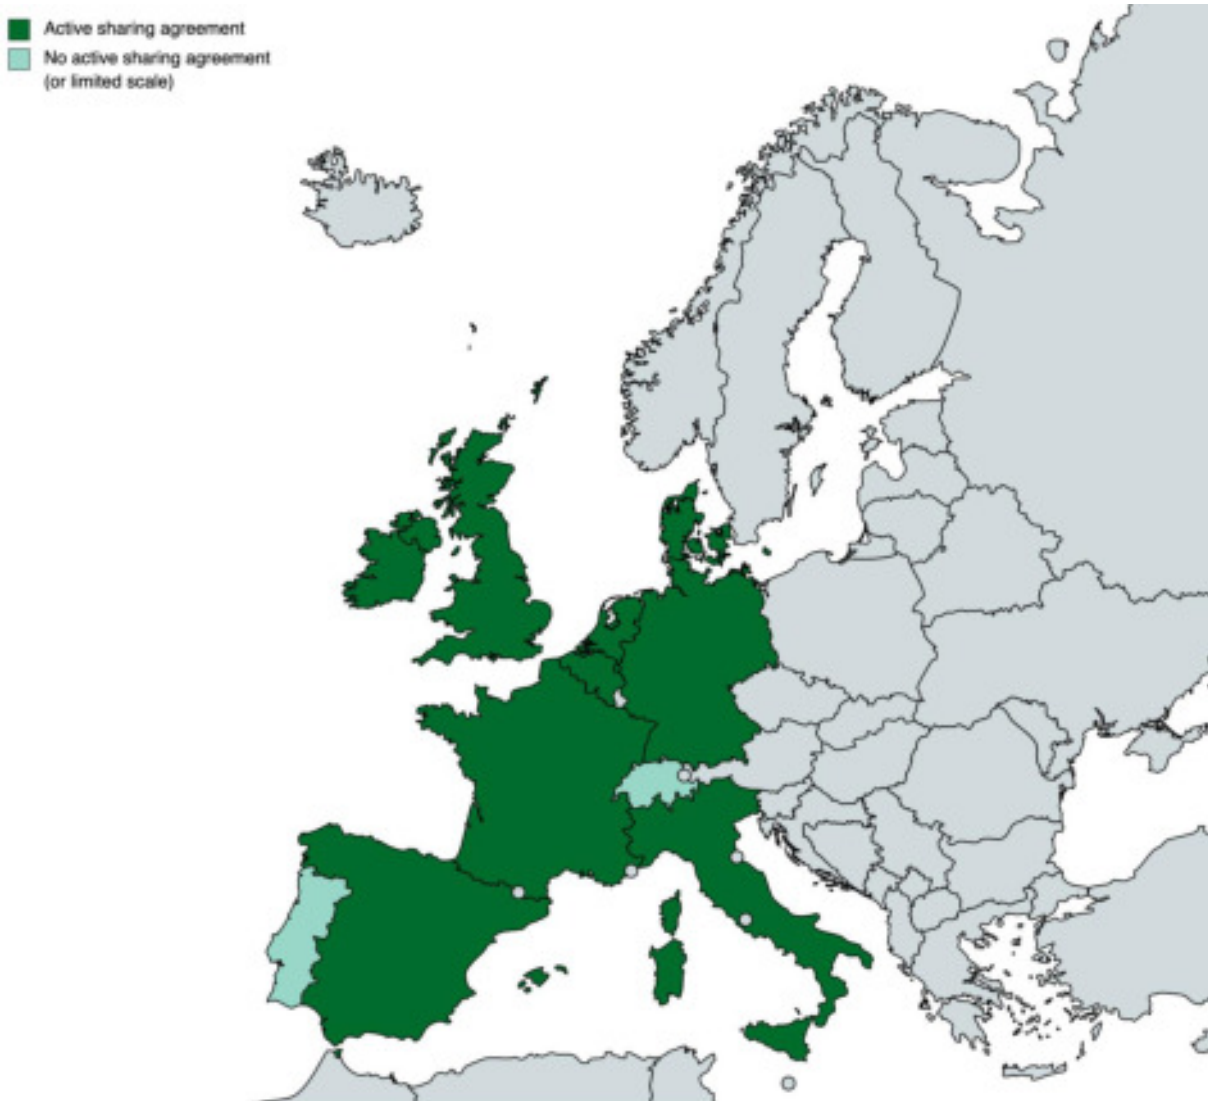 Active sharing agreement
No active sharing agreement
(or limited scale)